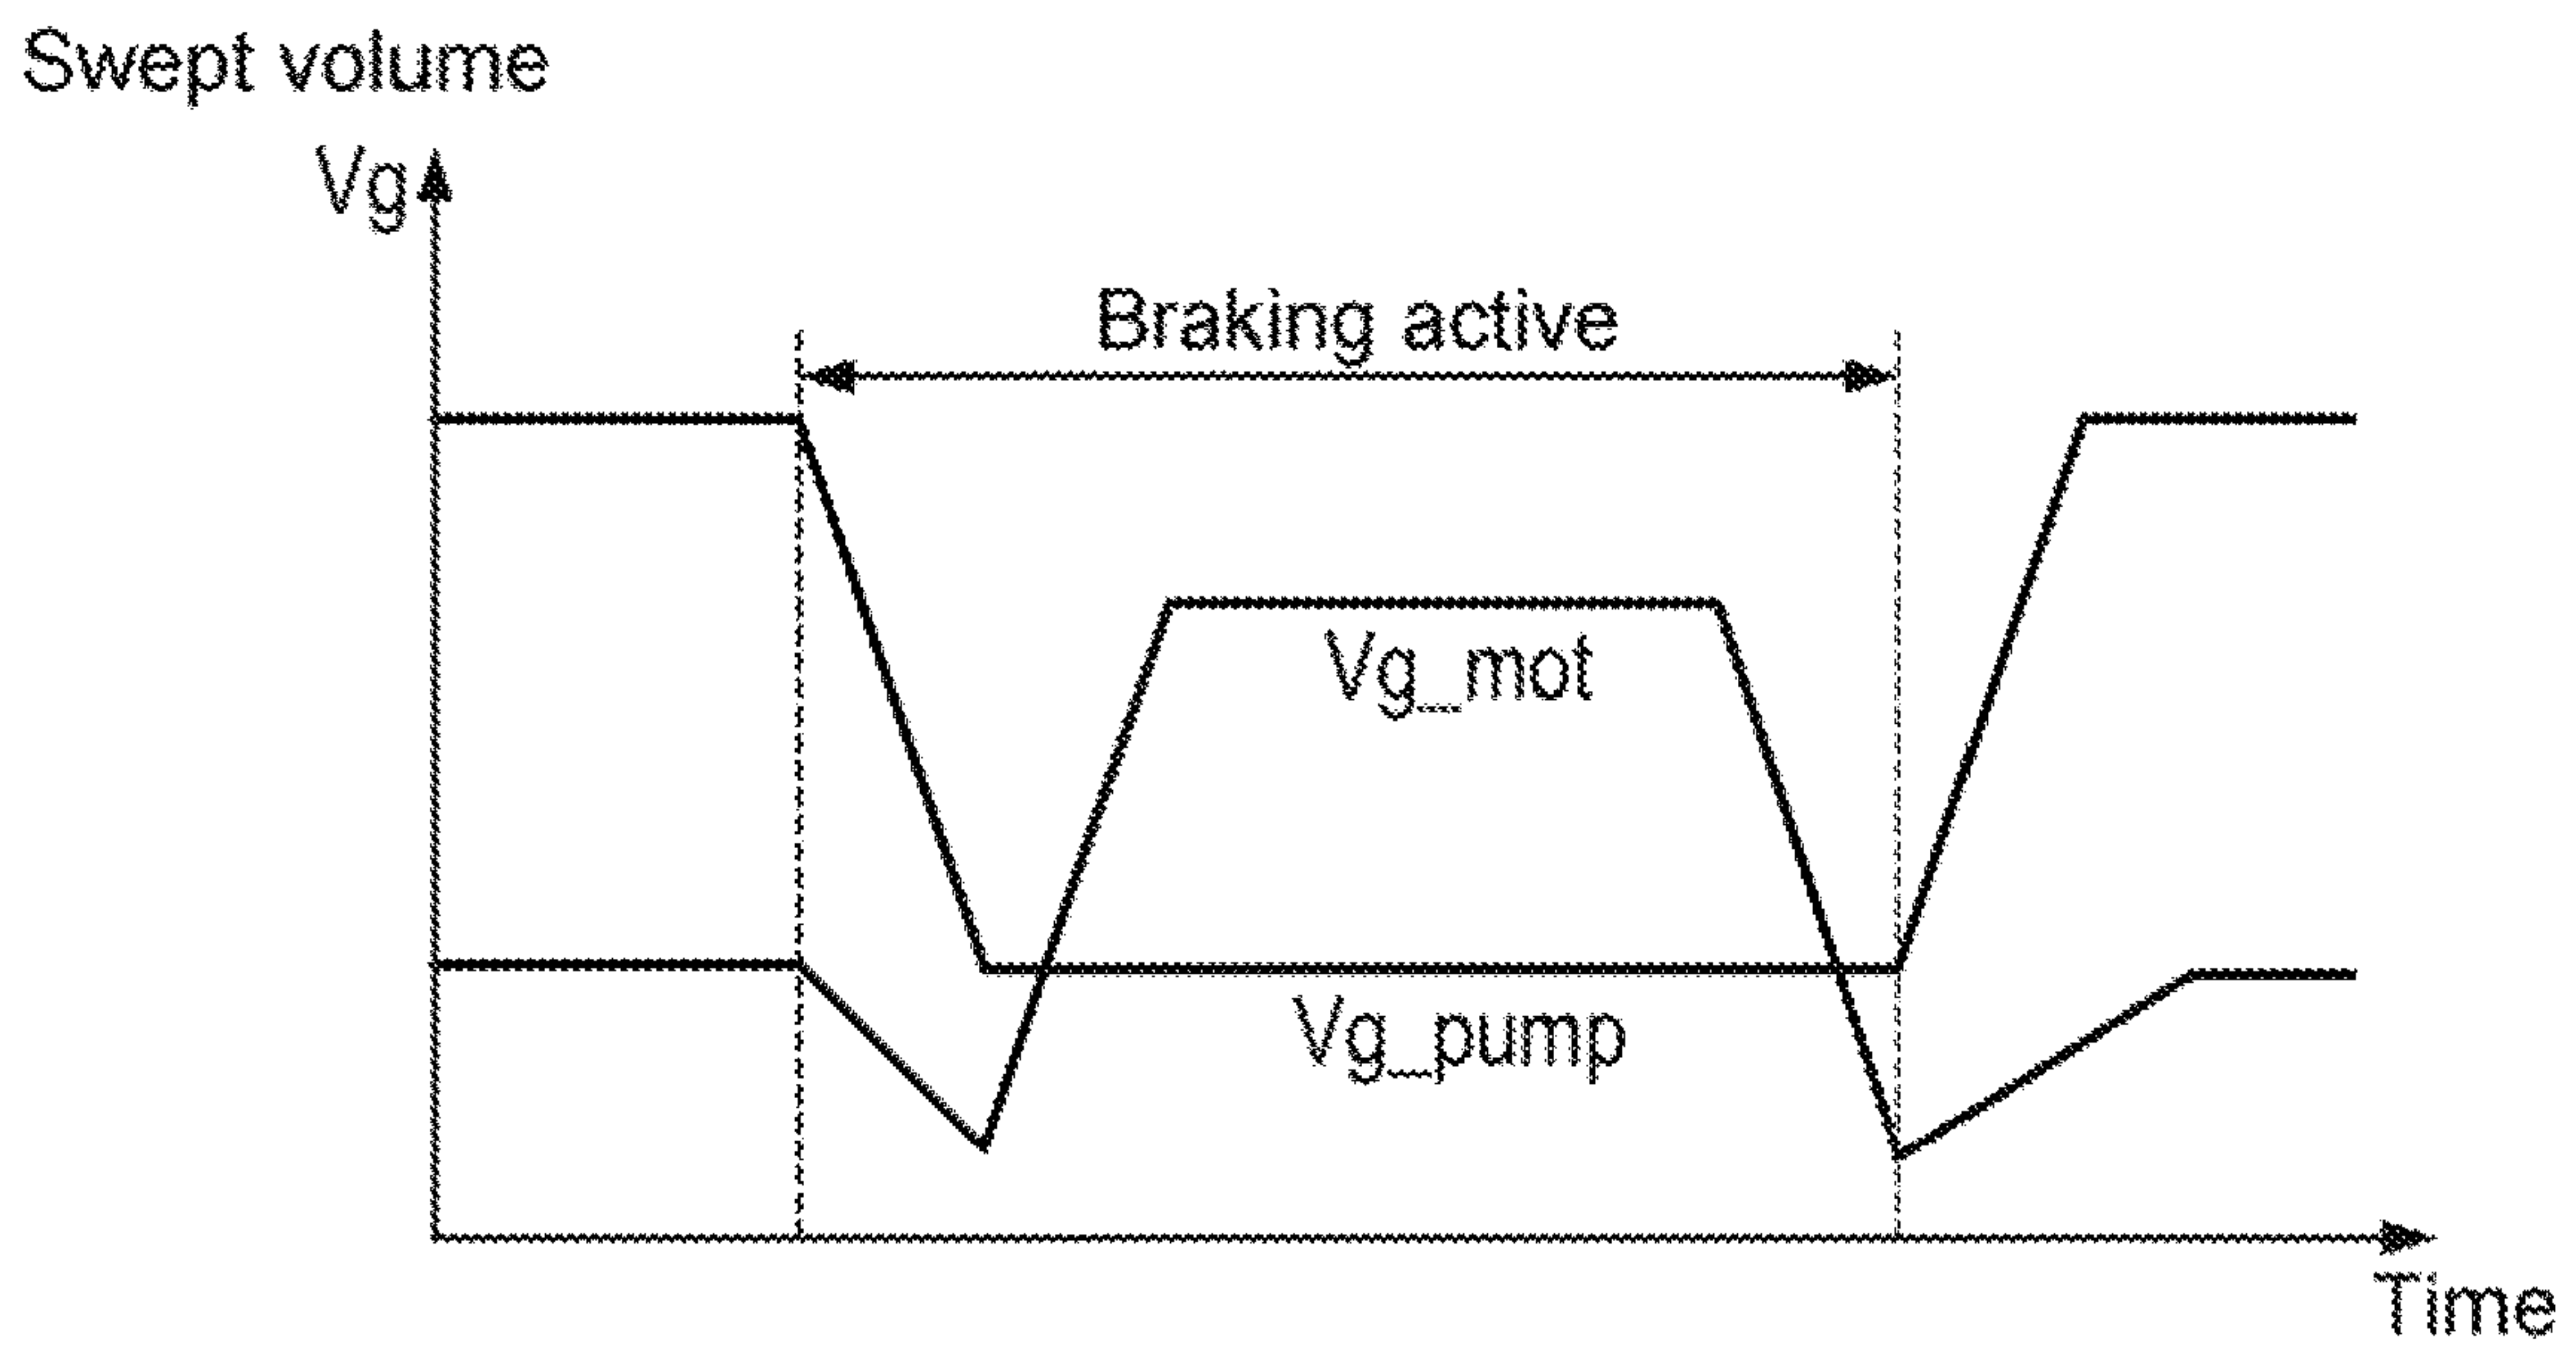 Swept volume
Vg
Braking active
Vg_mot
Vg_pump
Time